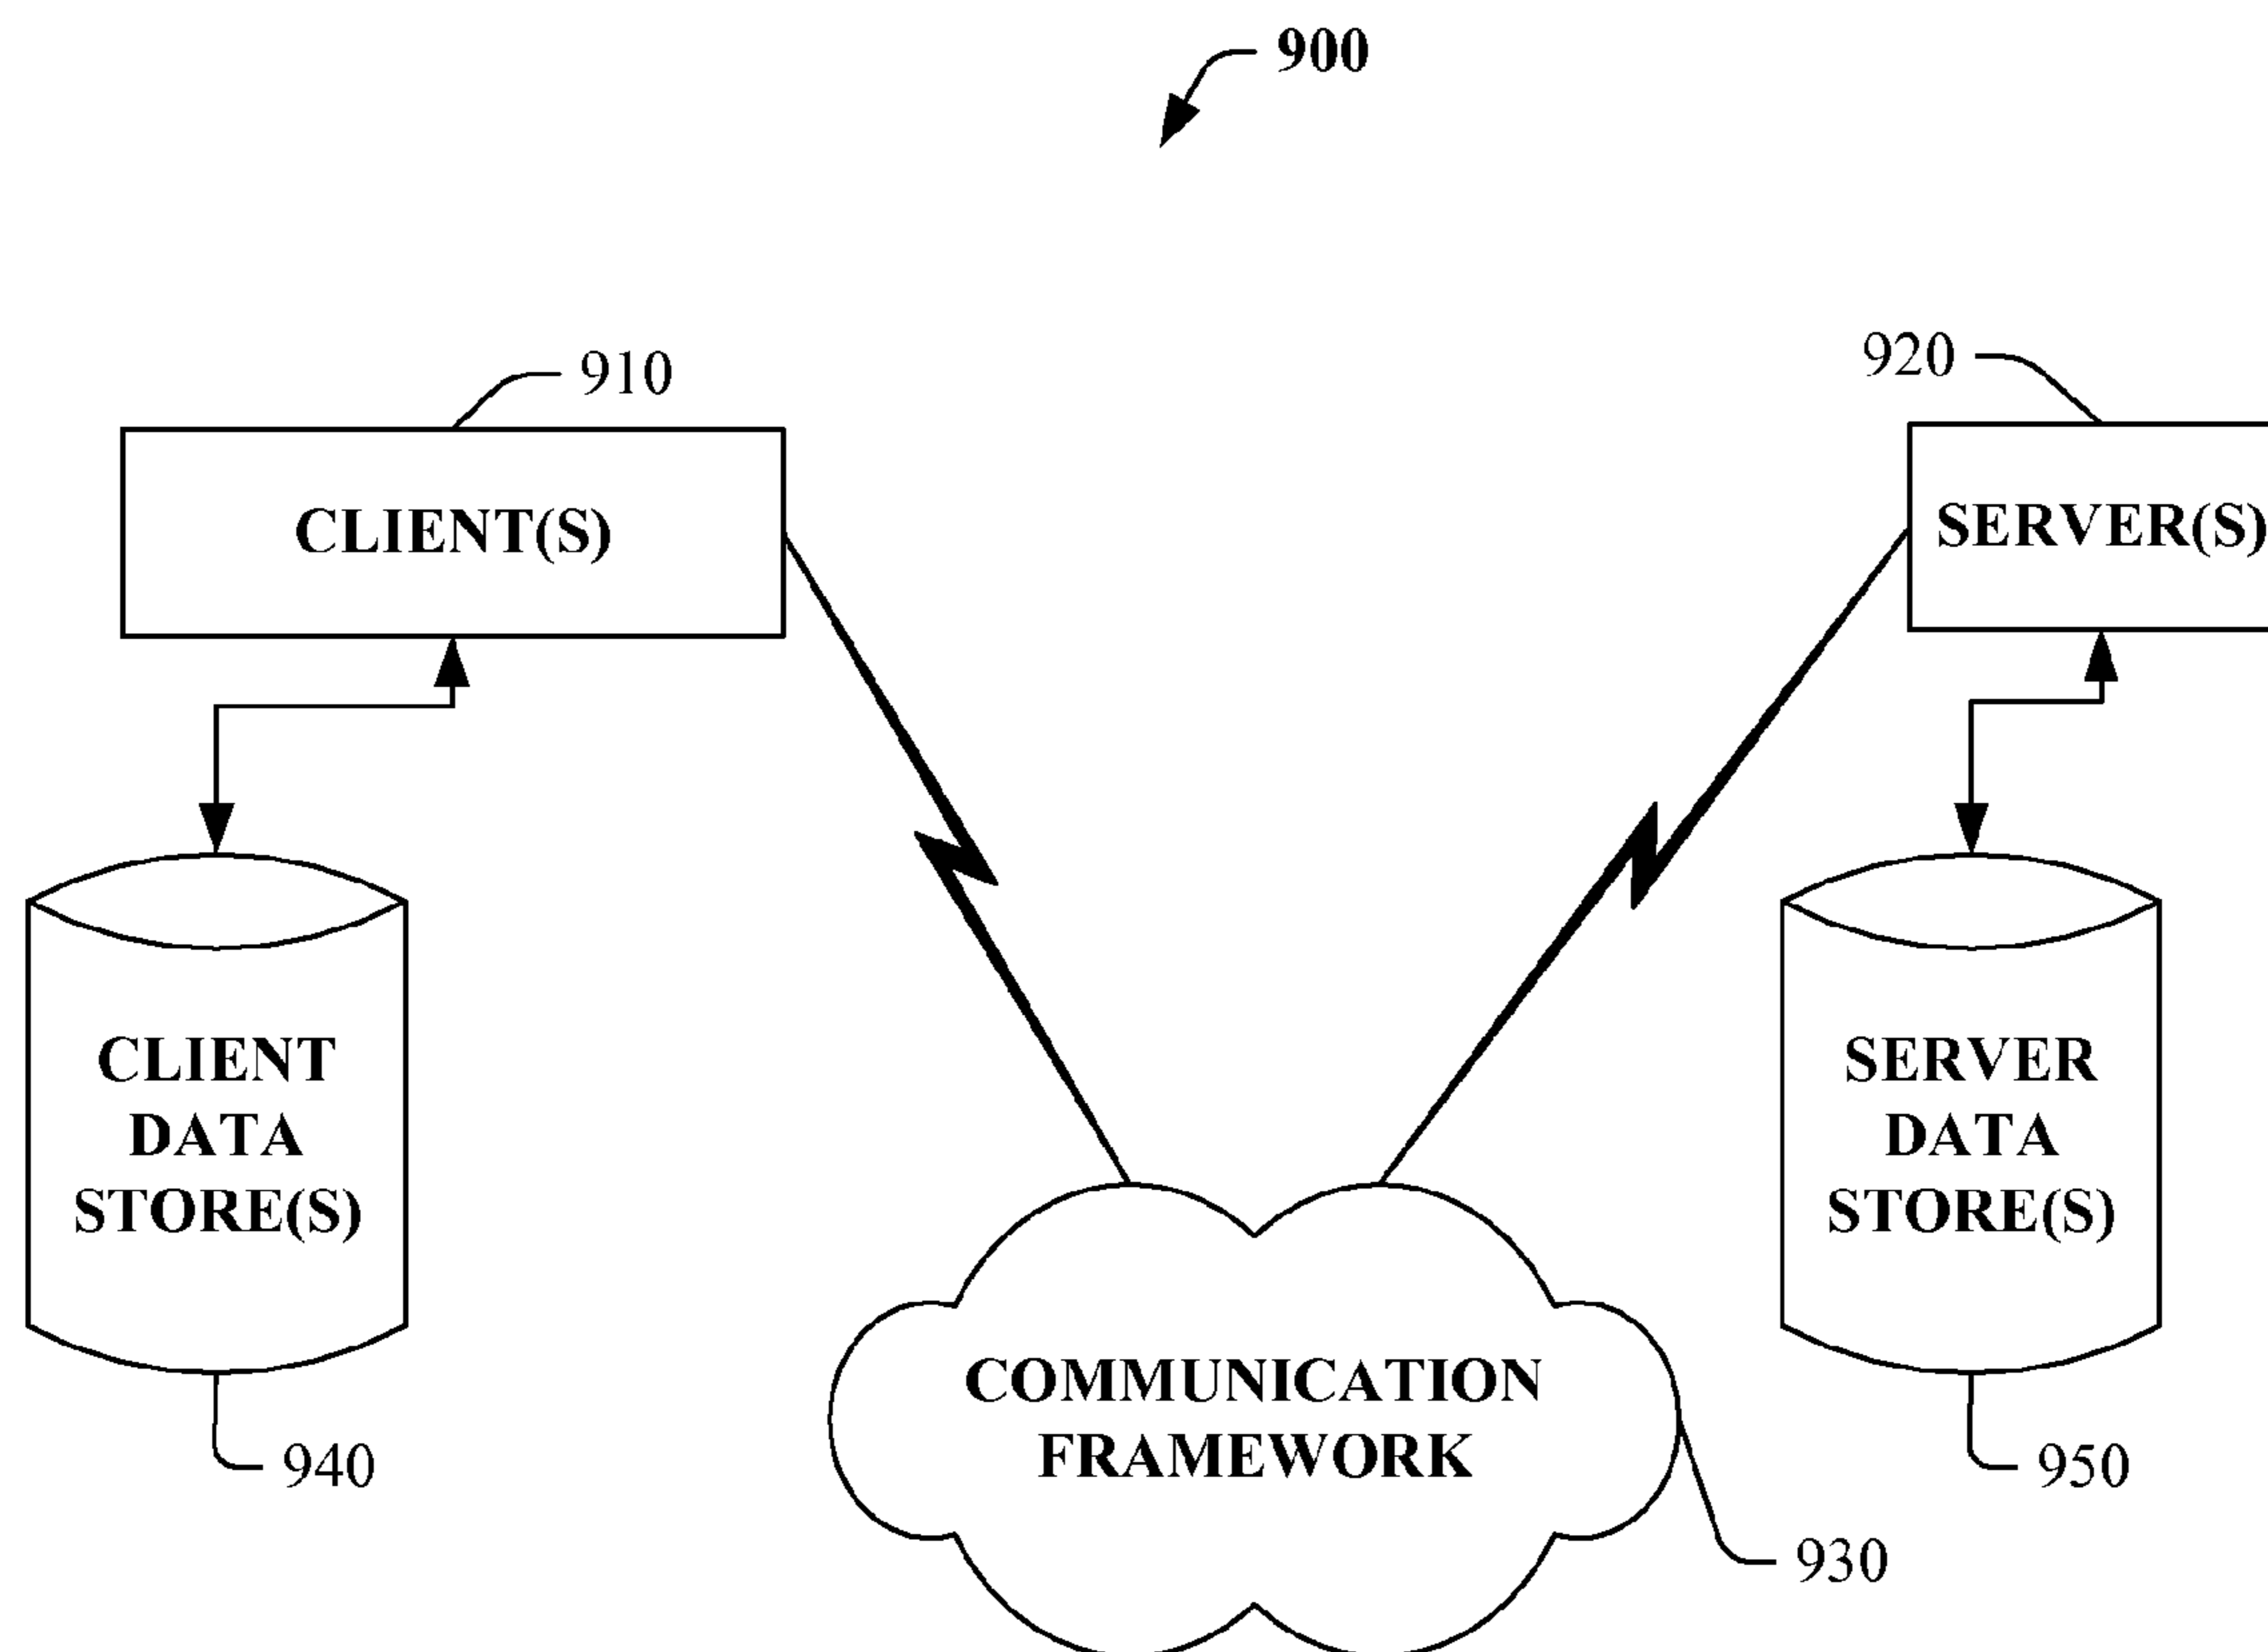 900
910
920
CLIENT(S)
SERVER(S)
CLIENT
DATA
STORE(S)
SERVER
DATA
STORE(S)
COMMUNICATION
FRAMEWORK
940
950
930